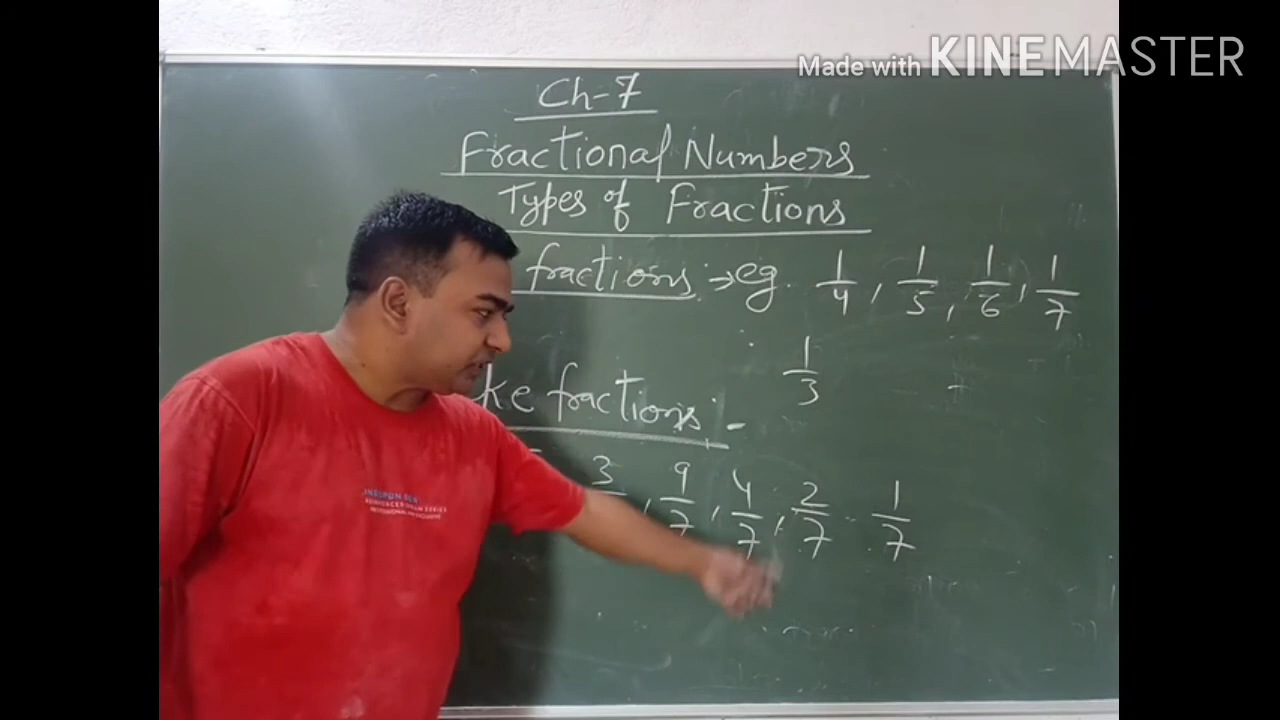 Made with KINEMASTER
Ch-7
Fractional Numbers
Types of Fractions
fractions → eg. 1/4, 1/5, 1/6, 1/7
1/3
ke fractions -
3, 9/7, 4/7, 2/7 1/7